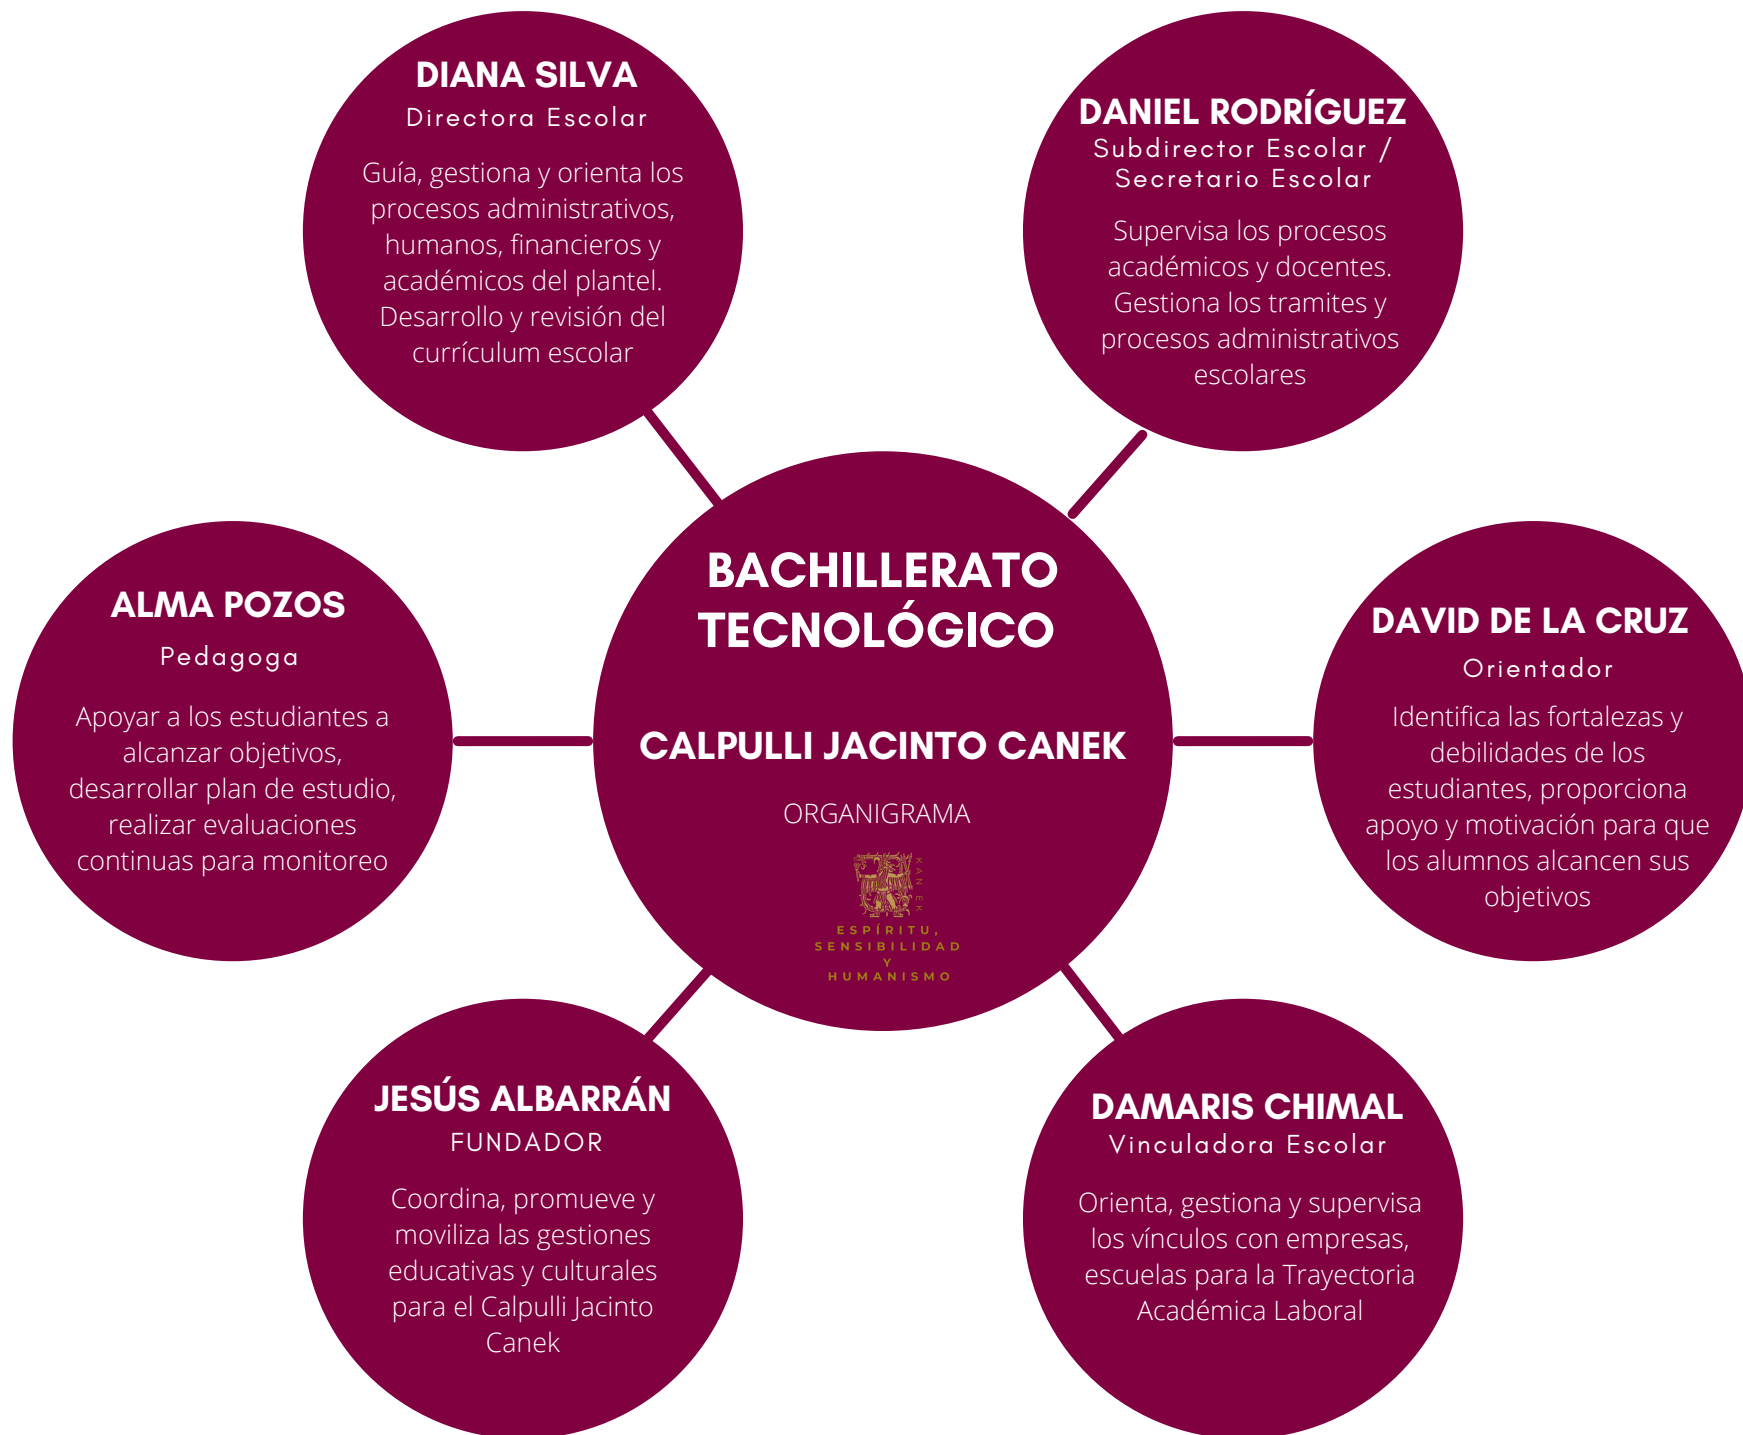 DIANA SILVA
Directora Escolar
Guía, gestiona y orienta los
procesos administrativos,
humanos, financieros y
académicos del plantel.
Desarrollo y revisión del
currículum escolar
DANIEL RODRÍGUEZ
Subdirector Escolar /
Secretario Escolar
Supervisa los procesos
académicos y docentes.
Gestiona los tramites y
procesos administrativos
escolares
ALMA POZOS
Pedagoga
Apoyar a los estudiantes a
alcanzar objetivos,
desarrollar plan de estudio,
realizar evaluaciones
continuas para monitoreo
BACHILLERATO
TECNOLÓGICO
CALPULLI JACINTO CANEK
ORGANIGRAMA
KAN EK
ESPÍRITU,
SENSIBILIDAD
Y
HUMANISMO
DAVID DE LA CRUZ
Orientador
Identifica las fortalezas y
debilidades de los
estudiantes, proporciona
apoyo y motivación para que
los alumnos alcancen sus
objetivos
JESÚS ALBARRÁN
FUNDADOR
Coordina, promueve y
moviliza las gestiones
educativas y culturales
para el Calpulli Jacinto
Canek
DAMARIS CHIMAL
Vinculadora Escolar
Orienta, gestiona y supervisa
los vínculos con empresas,
escuelas para la Trayectoria
Académica Laboral